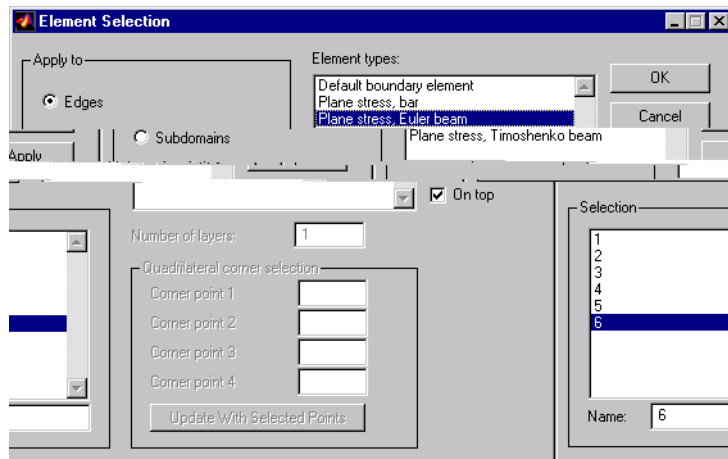 Element Selection
Apply to
Edges
Subdomains
Element types:
Default boundary element
Plane stress, bar
Plane stress, Euler beam
Plane stress, Timoshenko beam
OK
Cancel
Apply
On top
Number of layers:
1
Quadrilateral corner selection
Corner point 1
Corner point 2
Corner point 3
Corner point 4
Update With Selected Points
Selection
1
2
3
4
5
6
Name: 6